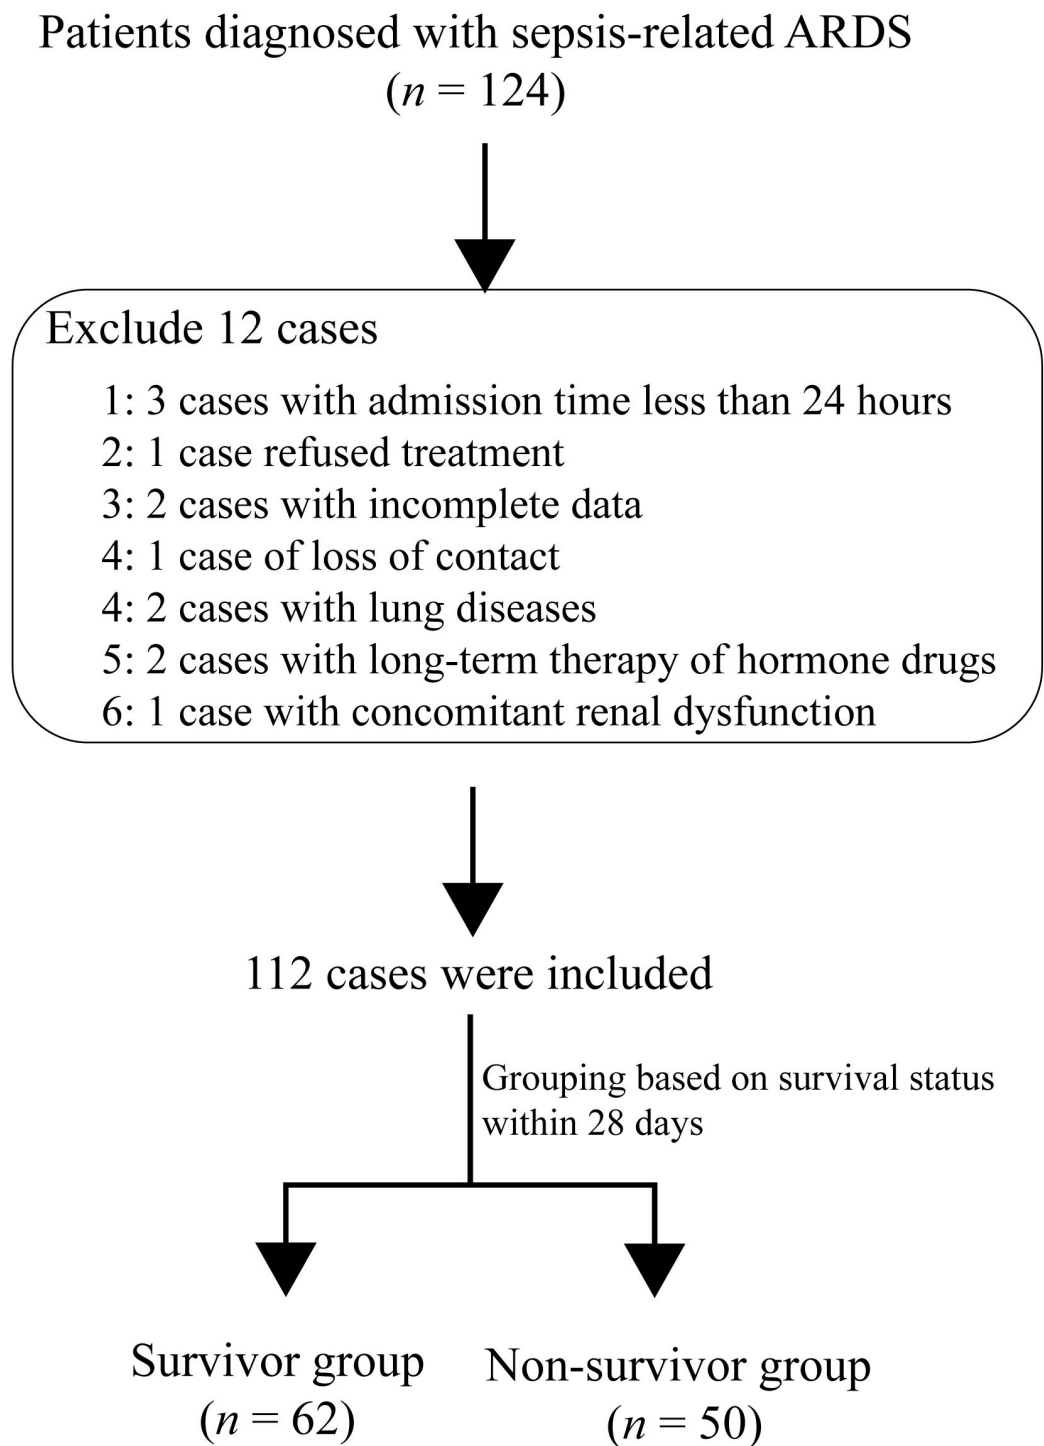 Patients diagnosed with sepsis-related ARDS
(n = 124)
Exclude 12 cases
1: 3 cases with admission time less than 24 hours
2: 1 case refused treatment
3: 2 cases with incomplete data
4: 1 case of loss of contact
4: 2 cases with lung diseases
5: 2 cases with long-term therapy of hormone drugs
6: 1 case with concomitant renal dysfunction
112 cases were included
Grouping based on survival status
within 28 days
Survivor group
(n = 62)
Non-survivor group
(n = 50)